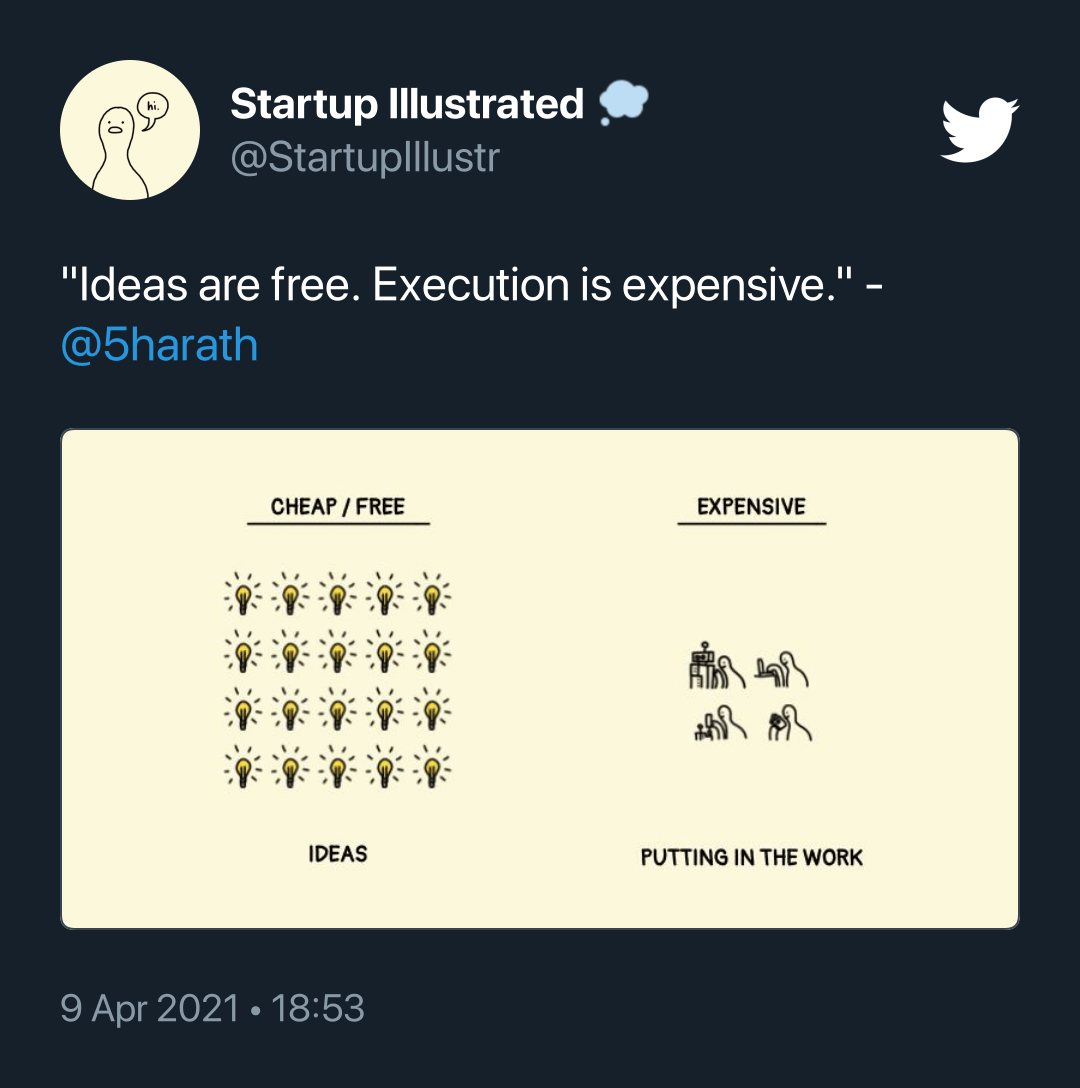 hi.
Startup Illustrated
@StartupIllustr
"Ideas are free. Execution is expensive." -
@5harath
CHEAP / FREE
EXPENSIVE
IDEAS
PUTTING IN THE WORK
9 Apr 2021 • 18:53